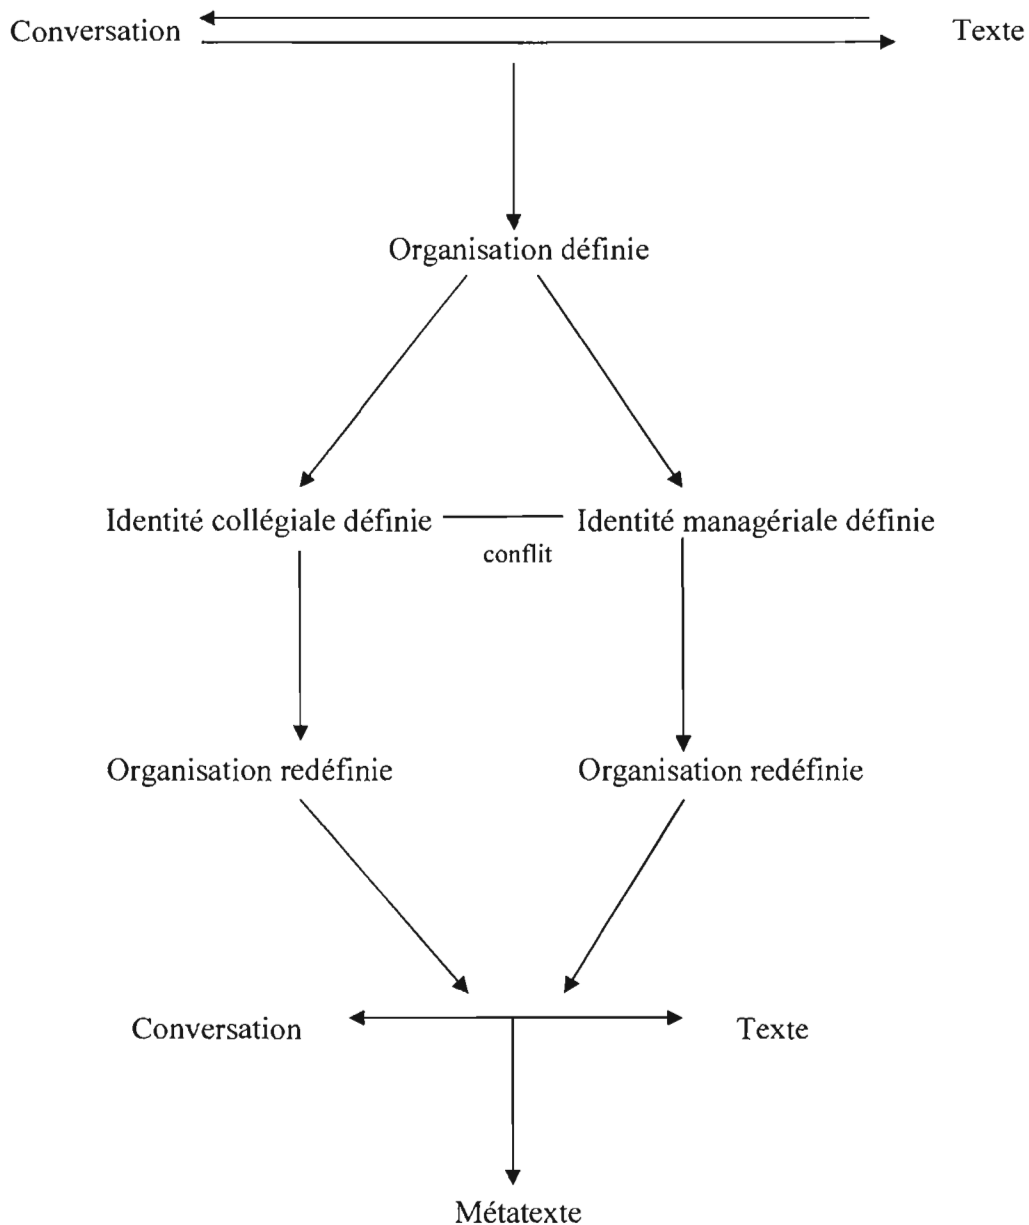 Conversation Texte
Organisation définie
Identité collégiale définie Identité managériale définie
conflit
Organisation redéfinie Organisation redéfinie
Conversation Texte
Métatexte